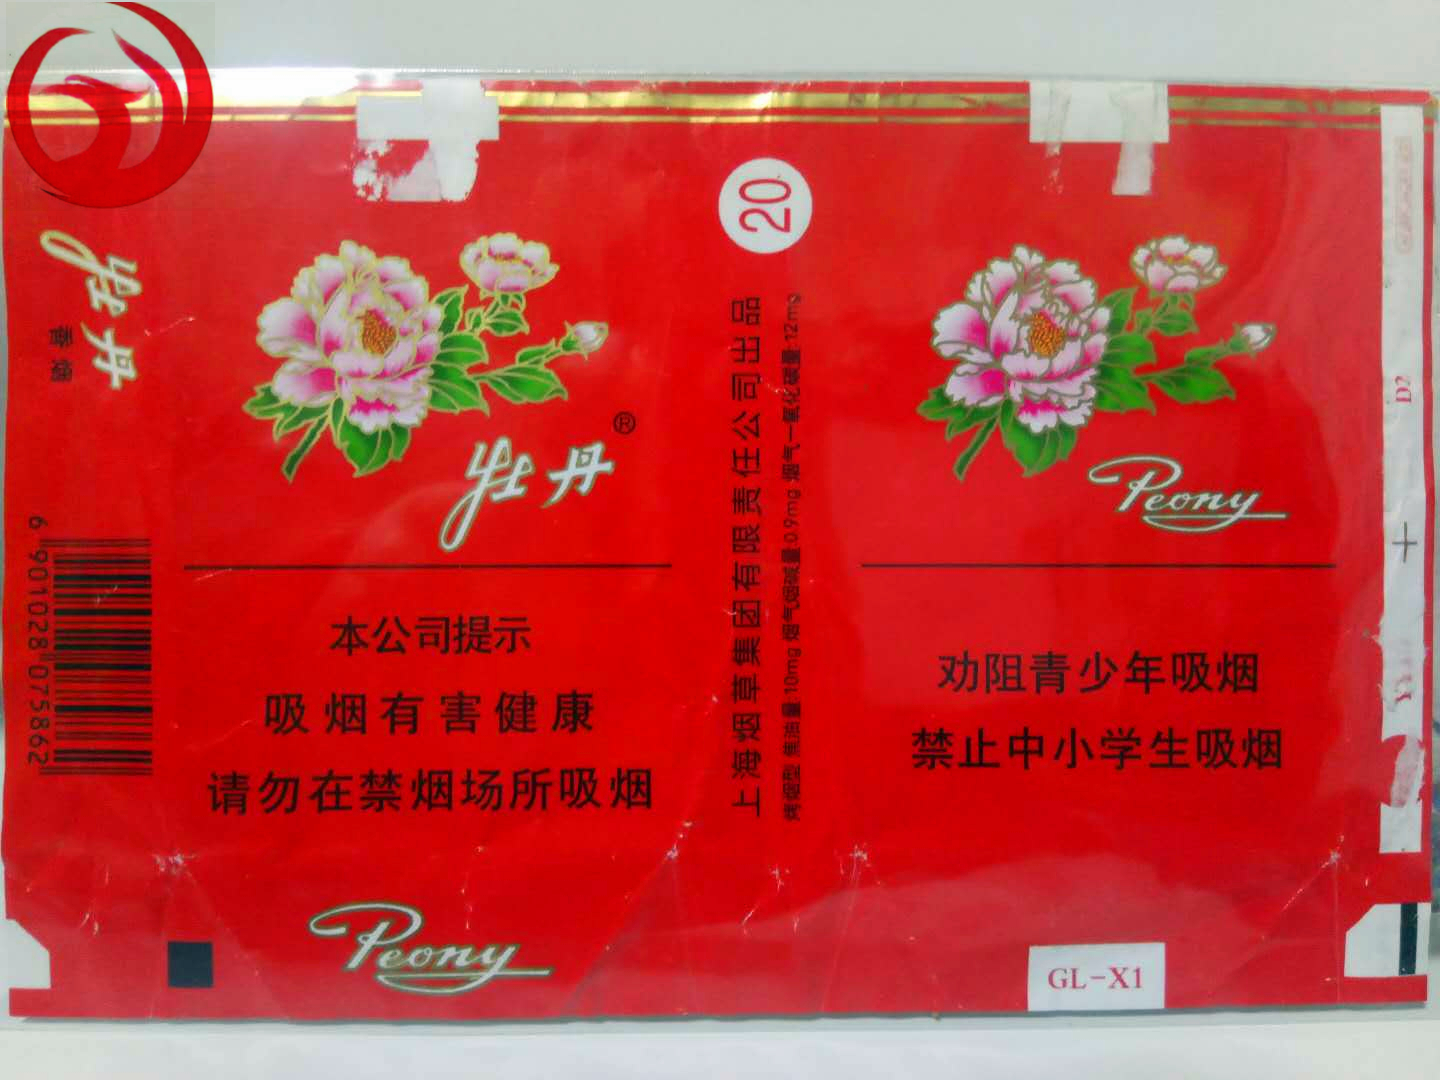 牡丹
香烟
6 901028 075862
牡丹
®
本公司提示
吸烟有害健康
请勿在禁烟场所吸烟
Peony
20
上海烟草集团有限责任公司出品
烤烟型 焦油量:10mg 烟气烟碱量:0.9mg 烟气一氧化碳量:12mg
Peony
劝阻青少年吸烟
禁止中小学生吸烟
GL-X1
D2